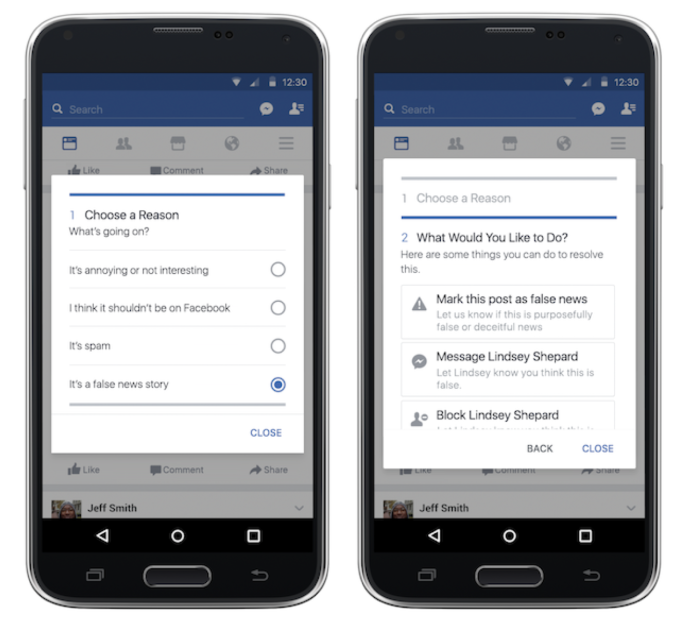 12:30
Search
Like Comment Share
1 Choose a Reason
What's going on?
It's annoying or not interesting
I think it shouldn't be on Facebook
It's spam
It's a false news story
CLOSE
Like Comment Share
Jeff Smith
12:30
Search
1 Choose a Reason
2 What Would You Like to Do?
Here are some things you can do to resolve
this.
Mark this post as false news
Let us know if this is purposefully
false or deceitful news
Message Lindsey Shepard
Let Lindsey know you think this is
false.
Block Lindsey Shepard
BACK CLOSE
Like Comment Share
Jeff Smith